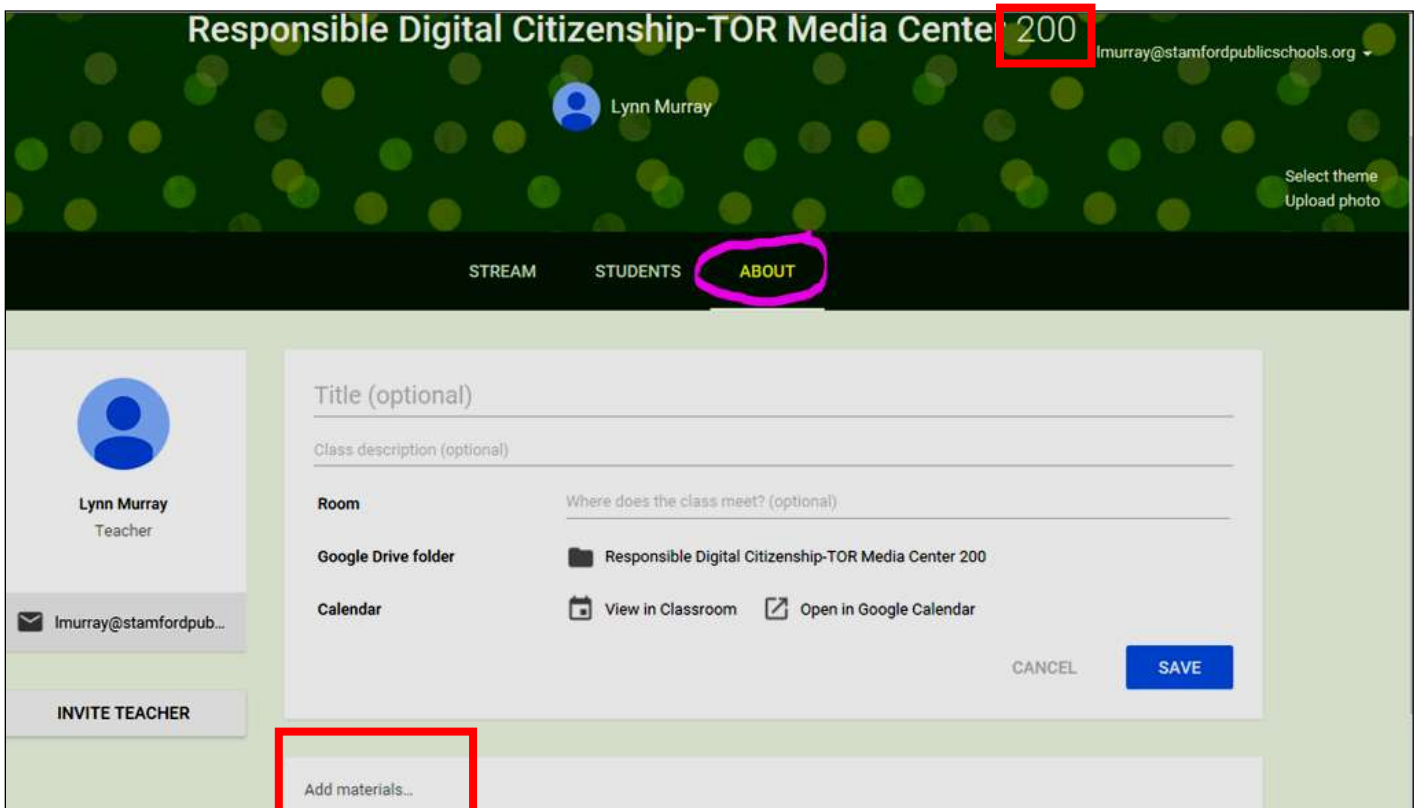 Responsible Digital Citizenship-TOR Media Center 200
lmurray@stamfordpublicschools.org
Lynn Murray
Select theme
Upload photo
STREAM STUDENTS ABOUT
Title (optional)
Class description (optional)
Lynn Murray
Teacher
Room Where does the class meet? (optional)
Google Drive folder Responsible Digital Citizenship-TOR Media Center 200
Calendar View in Classroom Open in Google Calendar
lmurray@stamfordpub...
CANCEL SAVE
INVITE TEACHER
Add materials...